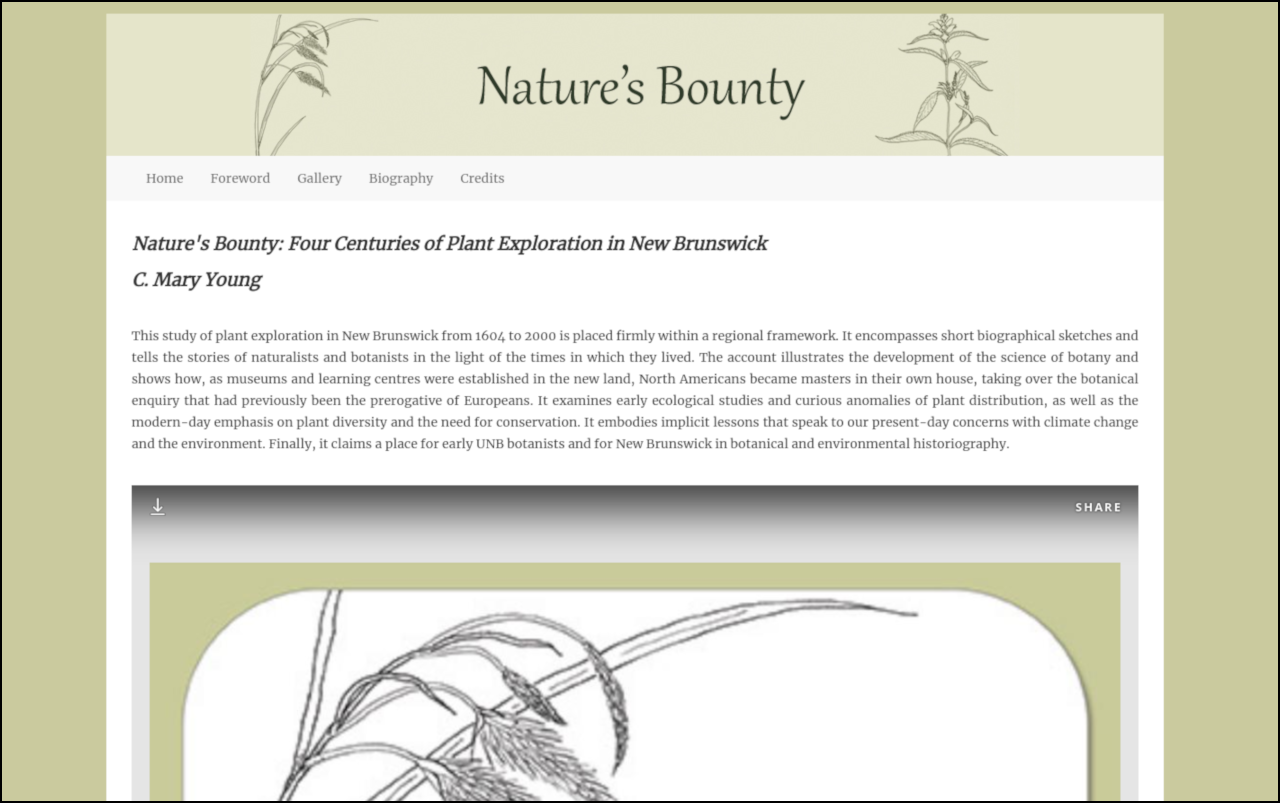 Nature’s Bounty
Home Foreword Gallery Biography Credits
Nature's Bounty: Four Centuries of Plant Exploration in New Brunswick
C. Mary Young
This study of plant exploration in New Brunswick from 1604 to 2000 is placed firmly within a regional framework. It encompasses short biographical sketches and
tells the stories of naturalists and botanists in the light of the times in which they lived. The account illustrates the development of the science of botany and
shows how, as museums and learning centres were established in the new land, North Americans became masters in their own house, taking over the botanical
enquiry that had previously been the prerogative of Europeans. It examines early ecological studies and curious anomalies of plant distribution, as well as the
modern-day emphasis on plant diversity and the need for conservation. It embodies implicit lessons that speak to our present-day concerns with climate change
and the environment. Finally, it claims a place for early UNB botanists and for New Brunswick in botanical and environmental historiography.
SHARE